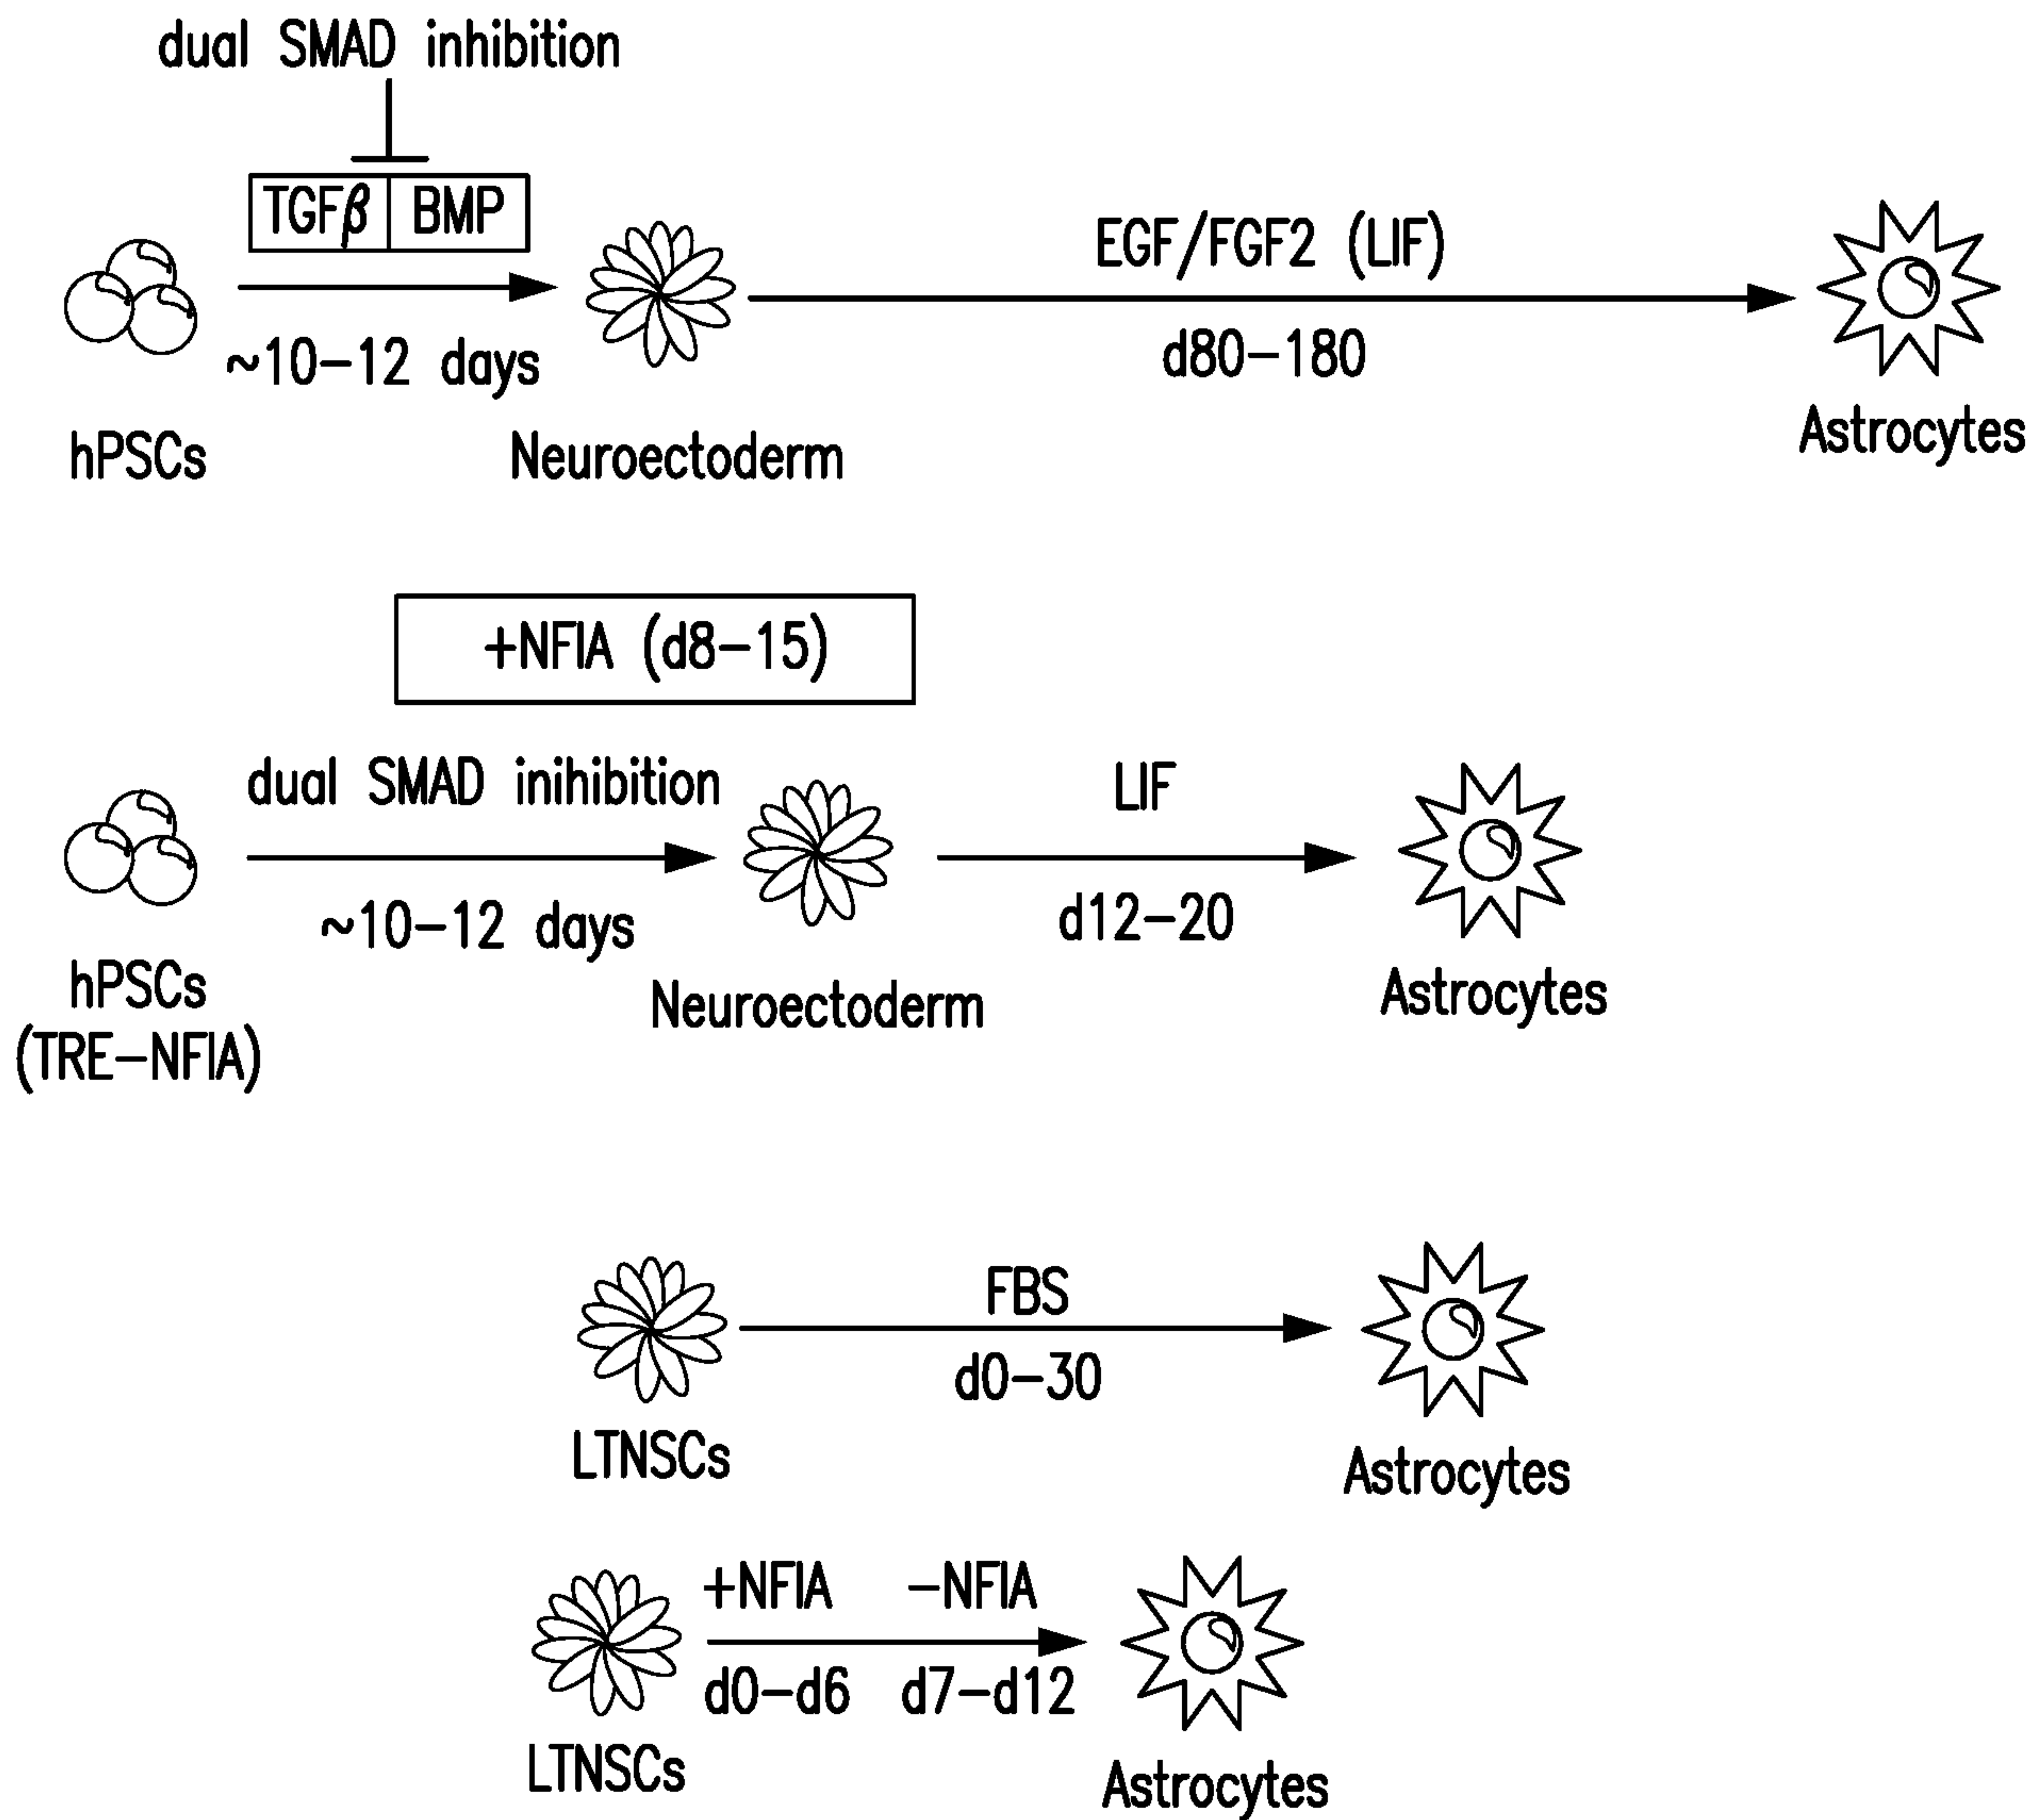 dual SMAD inhibition
TGFβ BMP
EGF/FGF2 (LIF)
~10-12 days
d80-180
hPSCs
Neuroectoderm
Astrocytes
+NFIA (d8-15)
dual SMAD inihibition
LIF
~10-12 days
d12-20
hPSCs
(TRE-NFIA)
Neuroectoderm
Astrocytes
FBS
d0-30
LTNSCs
Astrocytes
+NFIA -NFIA
d0-d6 d7-d12
LTNSCs
Astrocytes